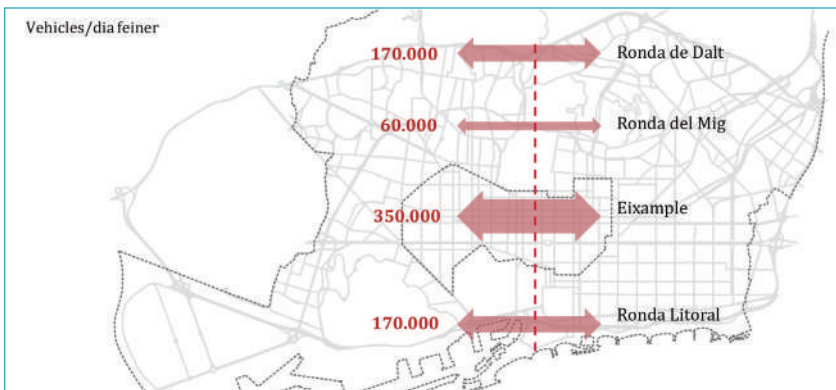 Vehicles/dia feiner
170.000 Ronda de Dalt
60.000 Ronda del Mig
350.000 Eixample
170.000 Ronda Litoral